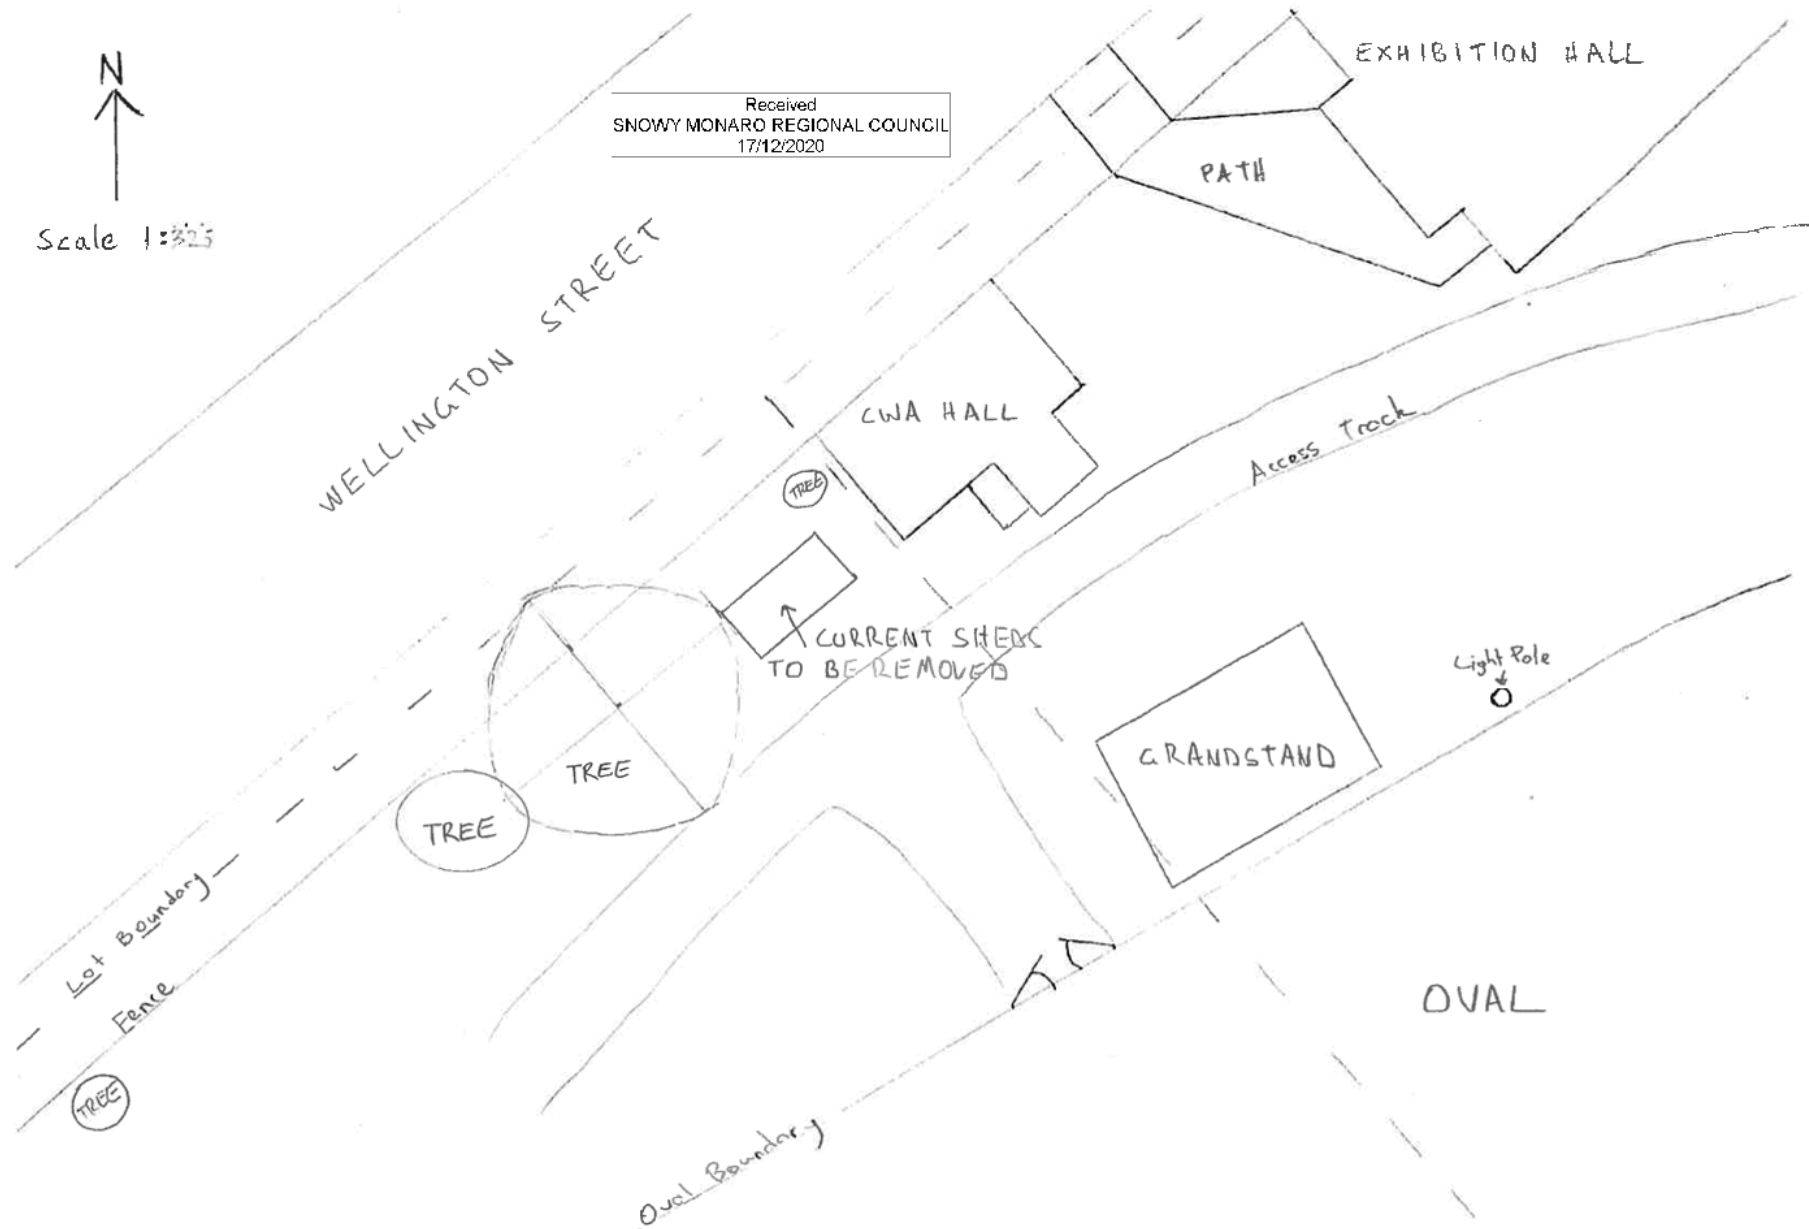 N
EXHIBITION HALL
Received
SNOWY MONARO REGIONAL COUNCIL
17/12/2020
PATH
Scale 1:325
WELLINGTON STREET
CWA HALL
Access Track
TREE
CURRENT SHEDS
TO BE REMOVED
Light Pole
GRANDSTAND
TREE
TREE
Lot Boundary
Fence
OVAL
TREE
Oval Boundary